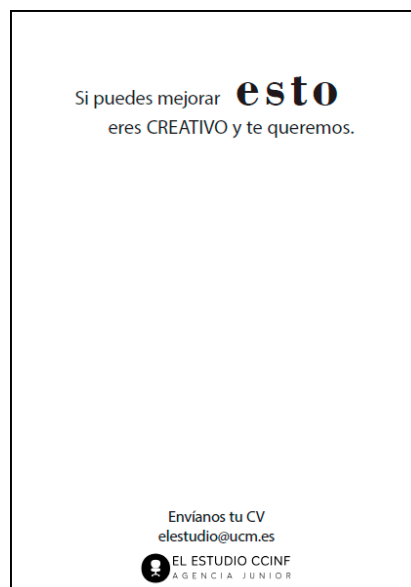 Si puedes mejorar esto
eres CREATIVO y te queremos.
Envíanos tu CV
elestudio@ucm.es
EL ESTUDIO CCINF
AGENCIA JUNIOR